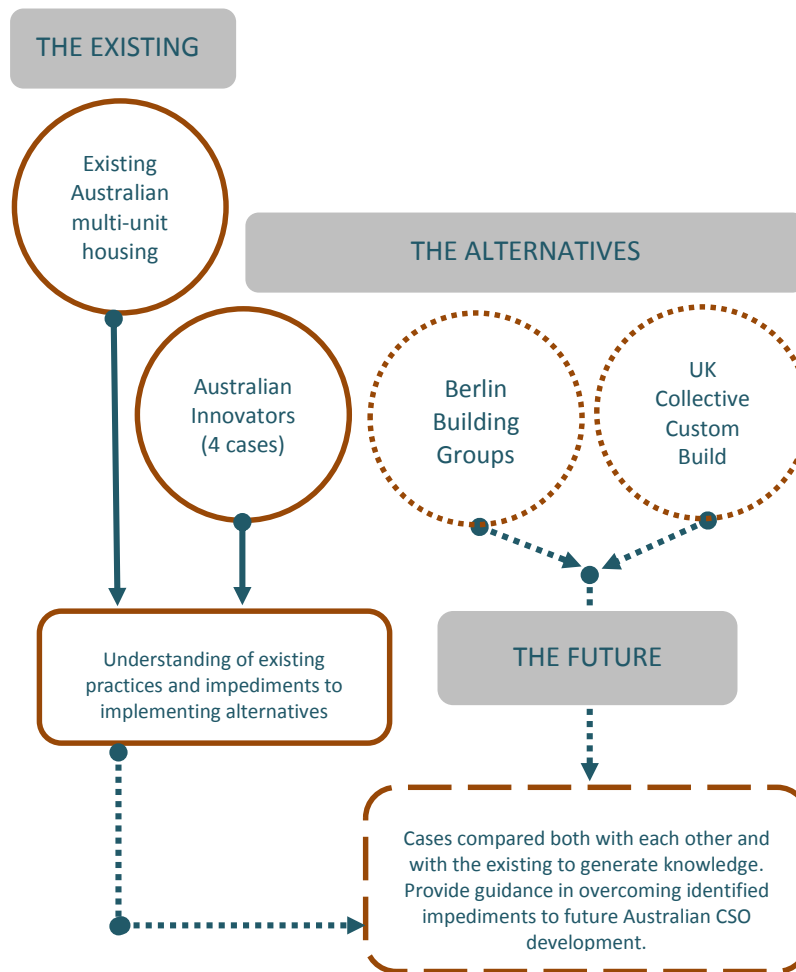 THE EXISTING
Existing
Australian
multi-unit
housing
THE ALTERNATIVES
Australian
Innovators
(4 cases)
Berlin
Building
Groups
UK
Collective
Custom
Build
Understanding of existing
practices and impediments to
implementing alternatives
THE FUTURE
Cases compared both with each other and
with the existing to generate knowledge.
Provide guidance in overcoming identified
impediments to future Australian CSO
development.